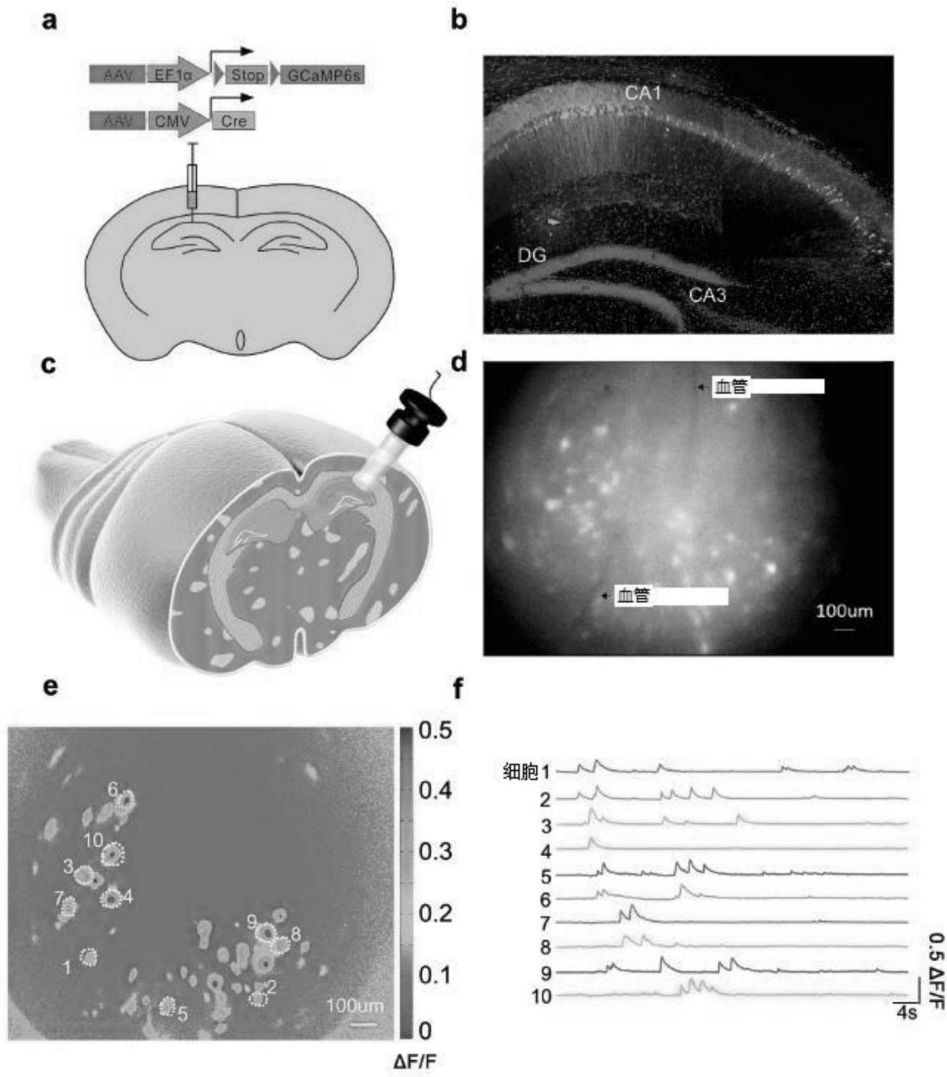 a
AAV EF1α Stop GCaMP6s
AAV CMV Cre
b
CA1
DG
CA3
c
d
血管
血管
100um
e
6
10
3
4
7
9
8
1
2
5
100um
0.5
0.4
0.3
0.2
0.1
0
ΔF/F
f
细胞 1
2
3
4
5
6
7
8
9
10
0.5 ΔF/F
4s